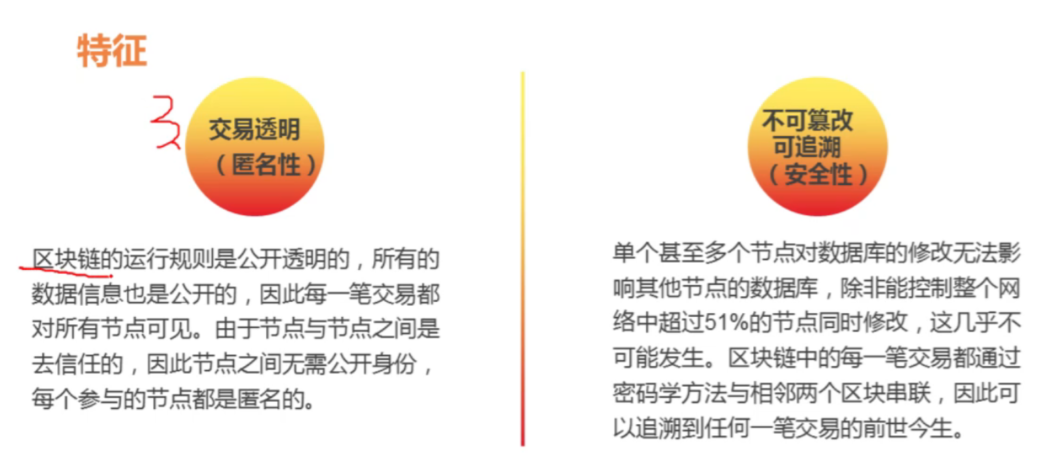 特征
交易透明
（匿名性）
区块链的运行规则是公开透明的，所有的
数据信息也是公开的，因此每一笔交易都
对所有节点可见。由于节点与节点之间是
去信任的，因此节点之间无需公开身份，
每个参与的节点都是匿名的。
不可篡改
可追溯
（安全性）
单个甚至多个节点对数据库的修改无法影
响其他节点的数据库，除非能控制整个网
络中超过51%的节点同时修改，这几乎不
可能发生。区块链中的每一笔交易都通过
密码学方法与相邻两个区块串联，因此可
以追溯到任何一笔交易的前世今生。